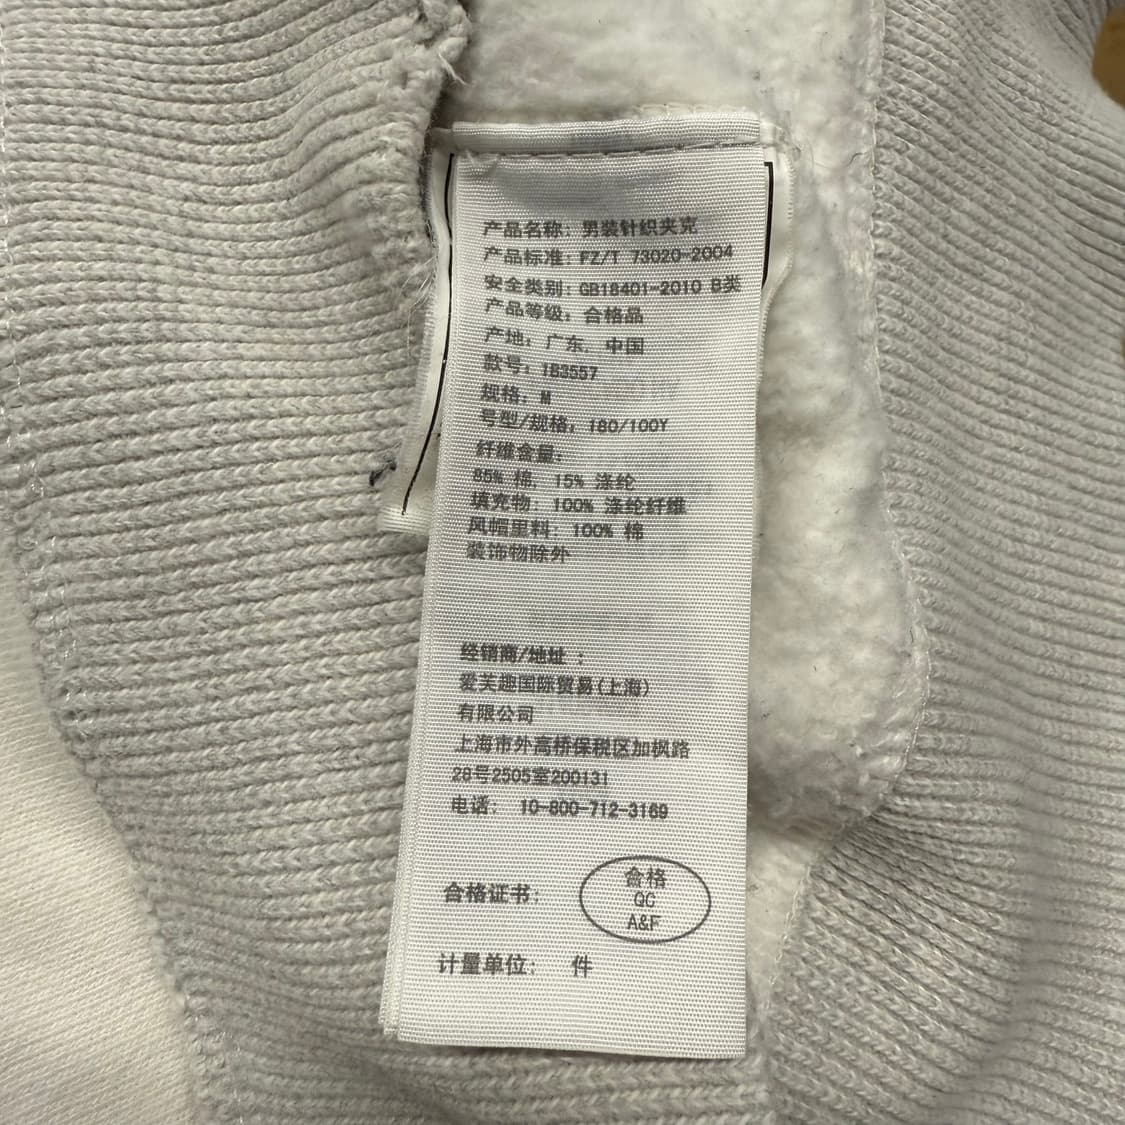 产品名称: 男装针织夹克
产品标准: FZ/T 73020-2004
安全类别: GB18401-2010 B类
产品等级: 合格品
产地: 广东, 中国
款号: IB3557
规格: M
号型/规格: 180/100Y
纤维含量:
85% 棉, 15% 涤纶
填充物: 100% 涤纶纤维
风帽里料: 100% 棉
装饰物除外
经销商/地址 :
爱芙趣国际贸易(上海)
有限公司
上海市外高桥保税区加枫路
28号2505室200131
电话: 10-800-712-3169
合格证书:
合格
QC
A&F
计量单位: 件